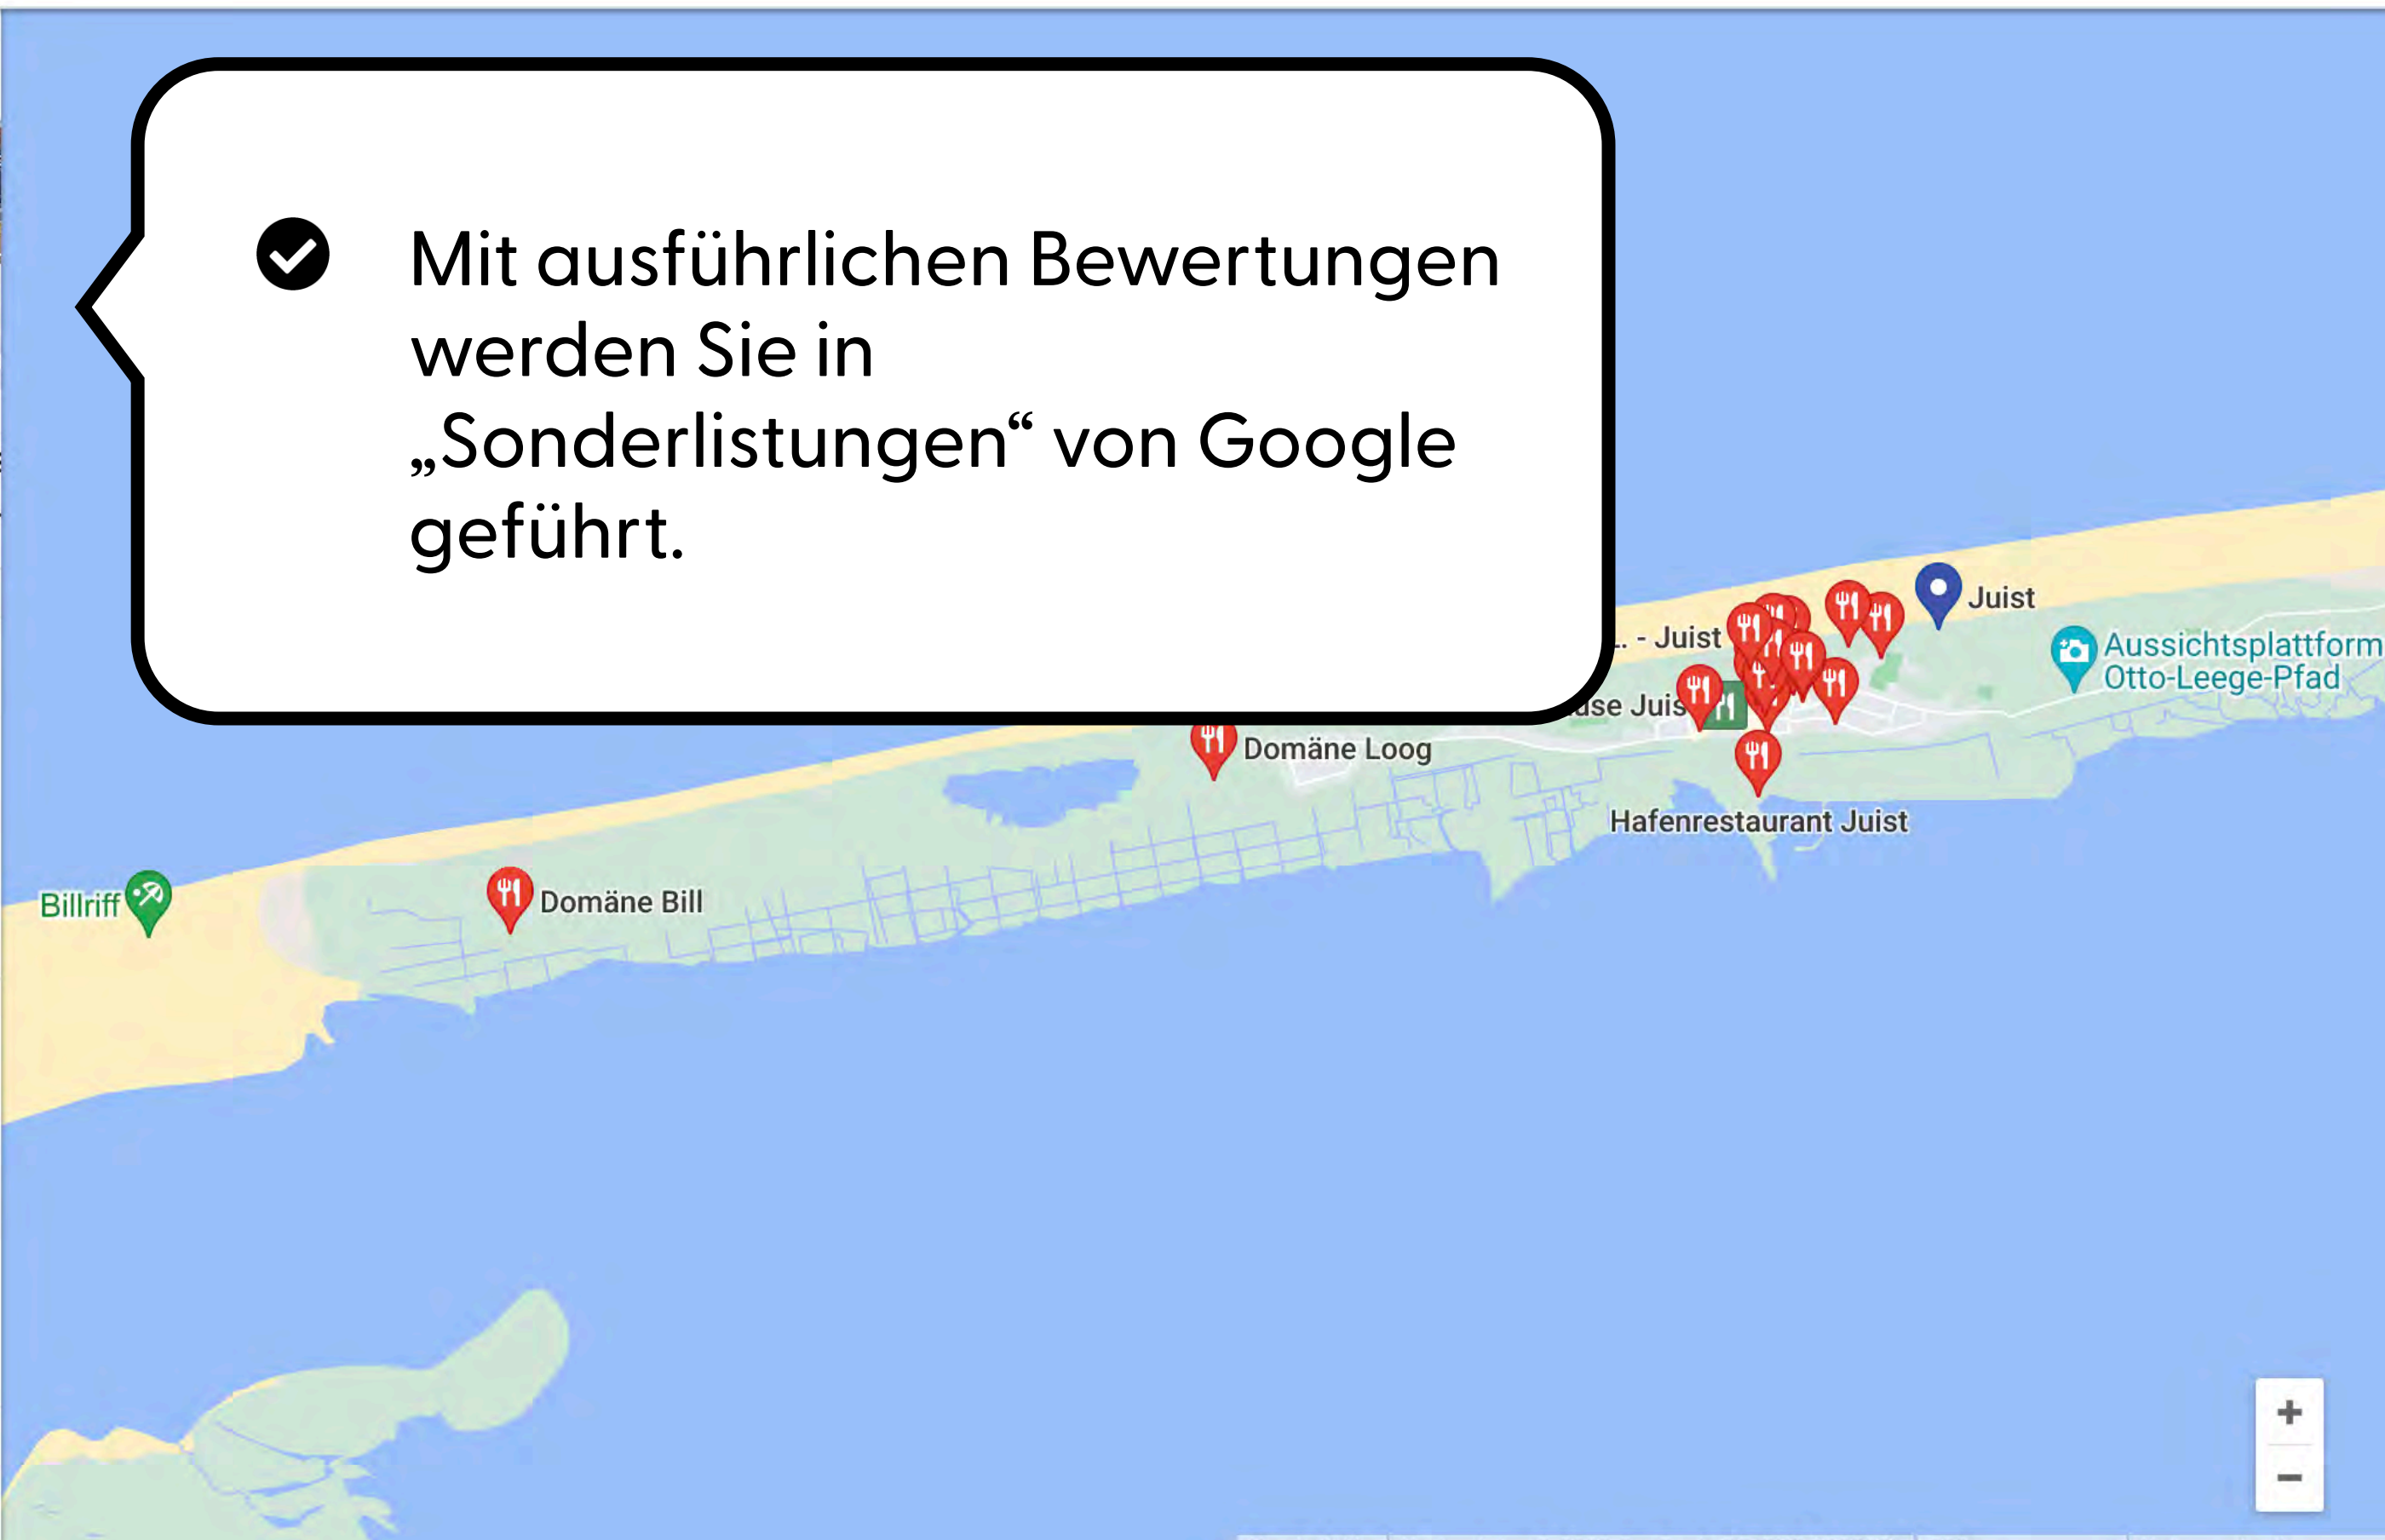 Mit ausführlichen Bewertungen
werden Sie in
„Sonderlistungen“ von Google
geführt.
Juist
- Juist
Aussichtsplattform
Otto-Leege-Pfad
Domäne Loog
Hafenrestaurant Juist
Billriff
Domäne Bill
+
−